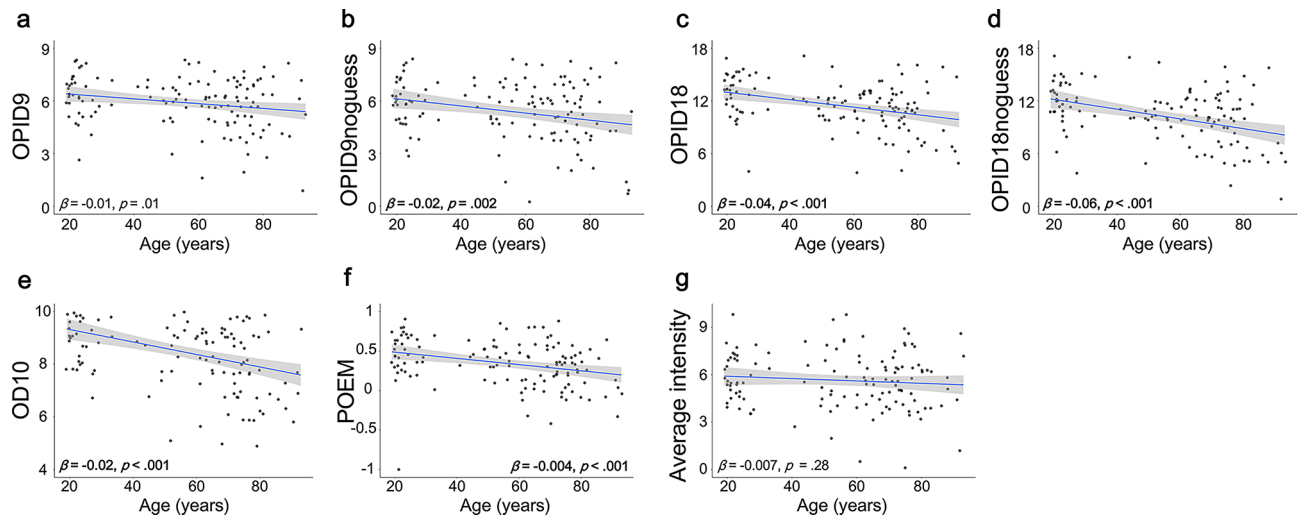 a
OPID9
9
6
3
0
β = -0.01, p = .01
20 40 60 80
Age (years)
b
OPID9noguess
9
6
3
0
β = -0.02, p = .002
20 40 60 80
Age (years)
c
OPID18
18
12
6
0
β = -0.04, p < .001
20 40 60 80
Age (years)
d
OPID18noguess
18
12
6
0
β = -0.06, p < .001
20 40 60 80
Age (years)
e
OD10
10
8
6
4
β = -0.02, p < .001
20 40 60 80
Age (years)
f
POEM
1
0.5
0
-0.5
-1
β = -0.004, p < .001
20 40 60 80
Age (years)
g
Average intensity
9
6
3
0
β = -0.007, p = .28
20 40 60 80
Age (years)